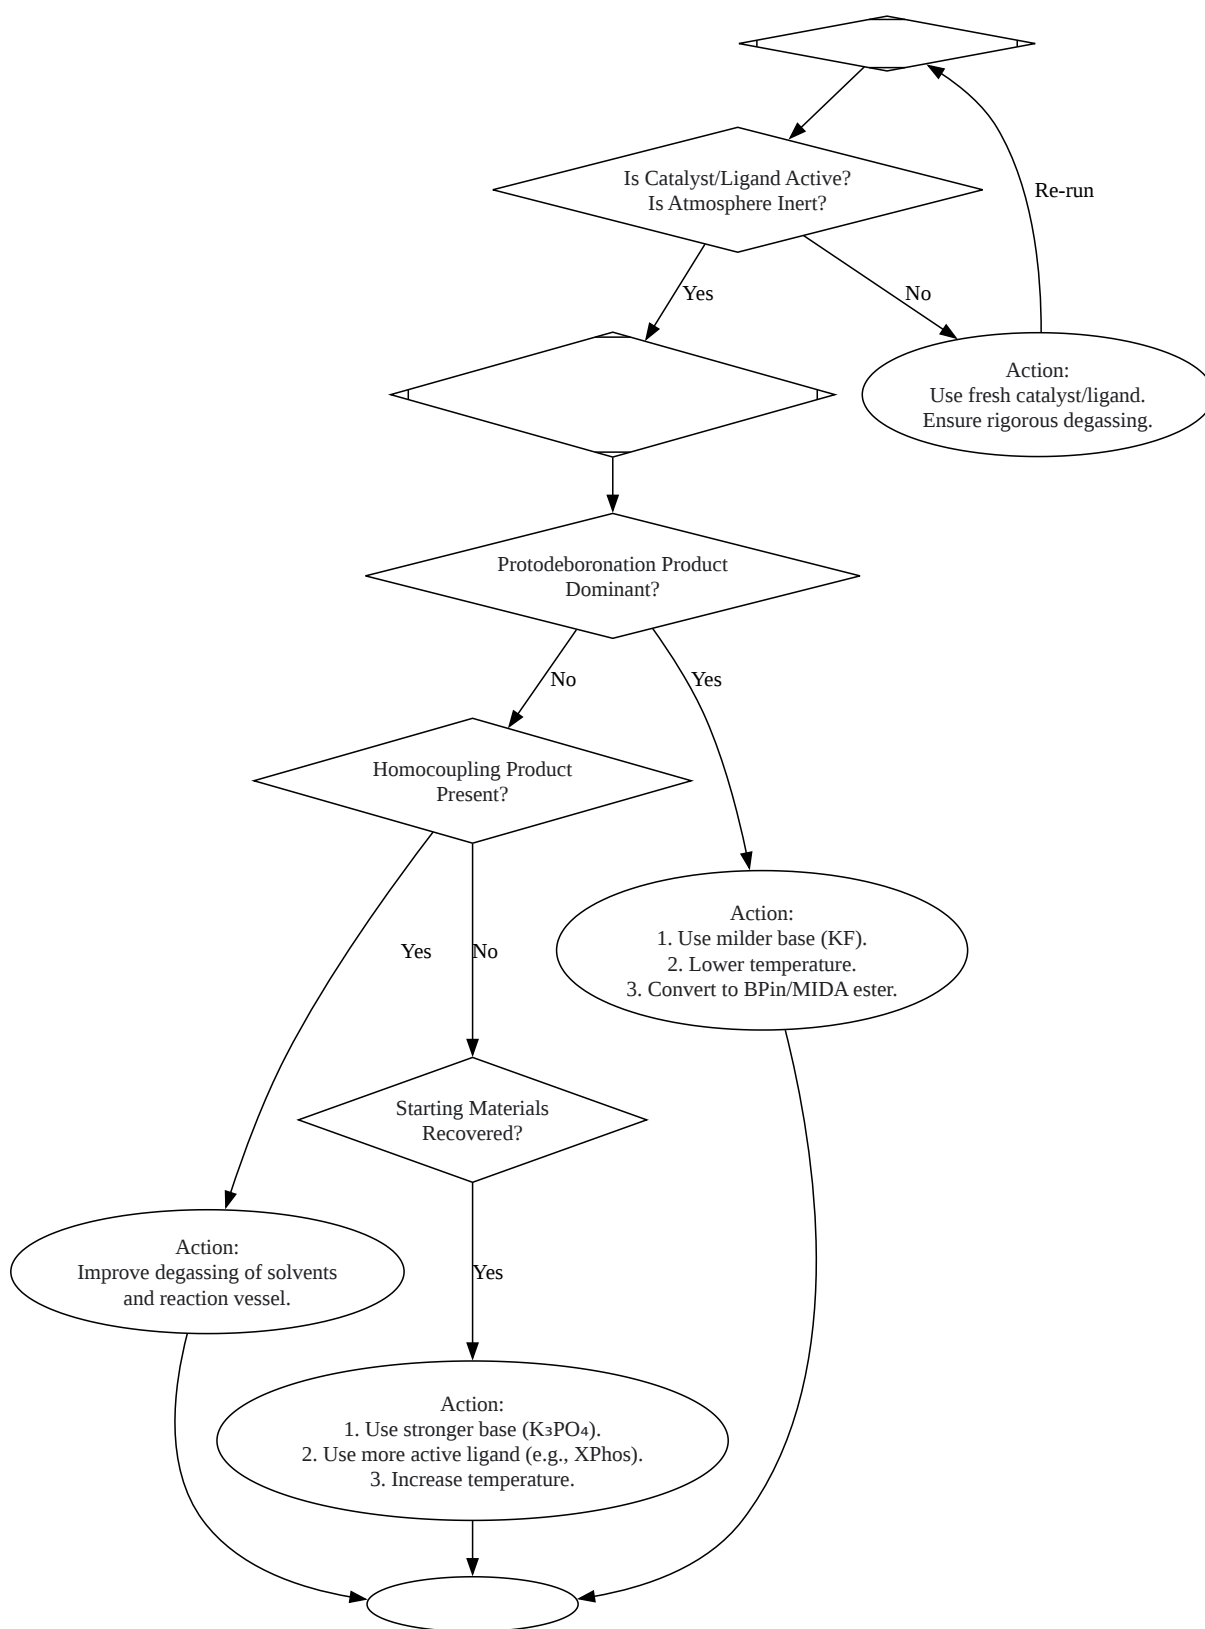 Is Catalyst/Ligand Active?
Is Atmosphere Inert?
Re-run
Yes
No
Action:
Use fresh catalyst/ligand.
Ensure rigorous degassing.
Protodeboronation Product
Dominant?
No
Yes
Homocoupling Product
Present?
Action:
1. Use milder base (KF).
2. Lower temperature.
3. Convert to BPin/MIDA ester.
Yes
No
Starting Materials
Recovered?
Action:
Improve degassing of solvents
and reaction vessel.
Yes
Action:
1. Use stronger base (K₃PO₄).
2. Use more active ligand (e.g., XPhos).
3. Increase temperature.